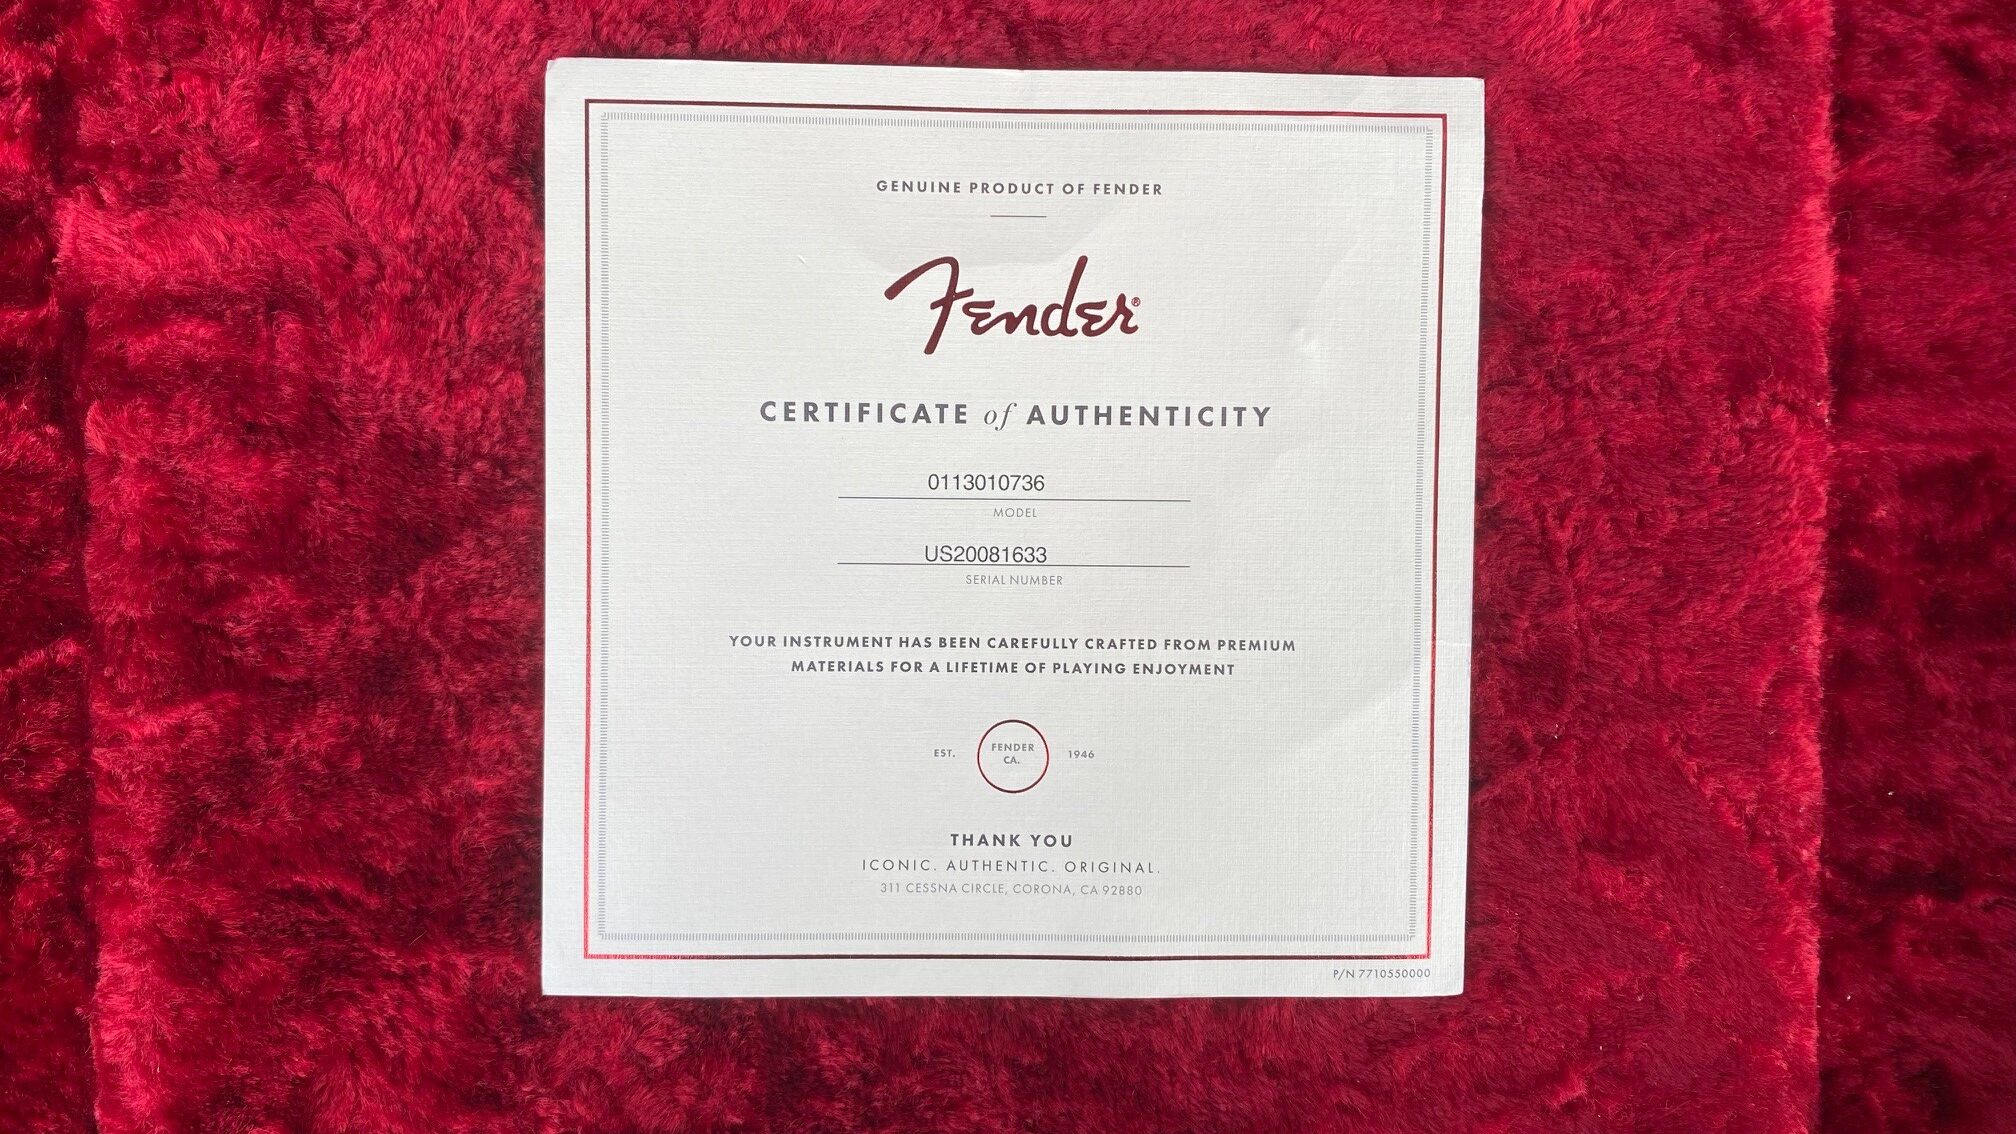 GENUINE PRODUCT OF FENDER
Fender®
CERTIFICATE of AUTHENTICITY
0113010736
MODEL
US20081633
SERIAL NUMBER
YOUR INSTRUMENT HAS BEEN CAREFULLY CRAFTED FROM PREMIUM
MATERIALS FOR A LIFETIME OF PLAYING ENJOYMENT
EST. FENDER CA. 1946
THANK YOU
ICONIC. AUTHENTIC. ORIGINAL.
311 CESSNA CIRCLE, CORONA, CA 92880
P/N 7710550000